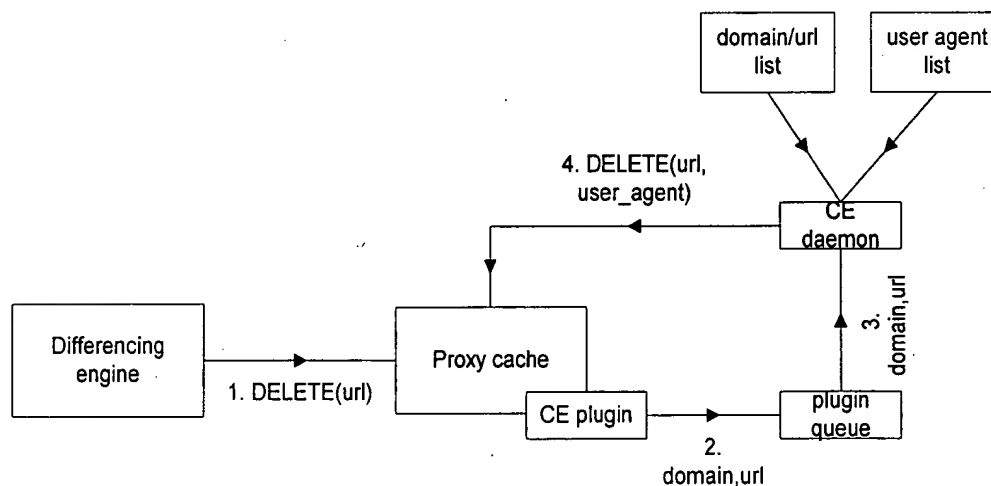 domain/url
list
user agent
list
4. DELETE(url,
user_agent)
CE
daemon
3.
domain,url
Differencing
engine
1. DELETE(url)
Proxy cache
CE plugin
2.
domain,url
plugin
queue